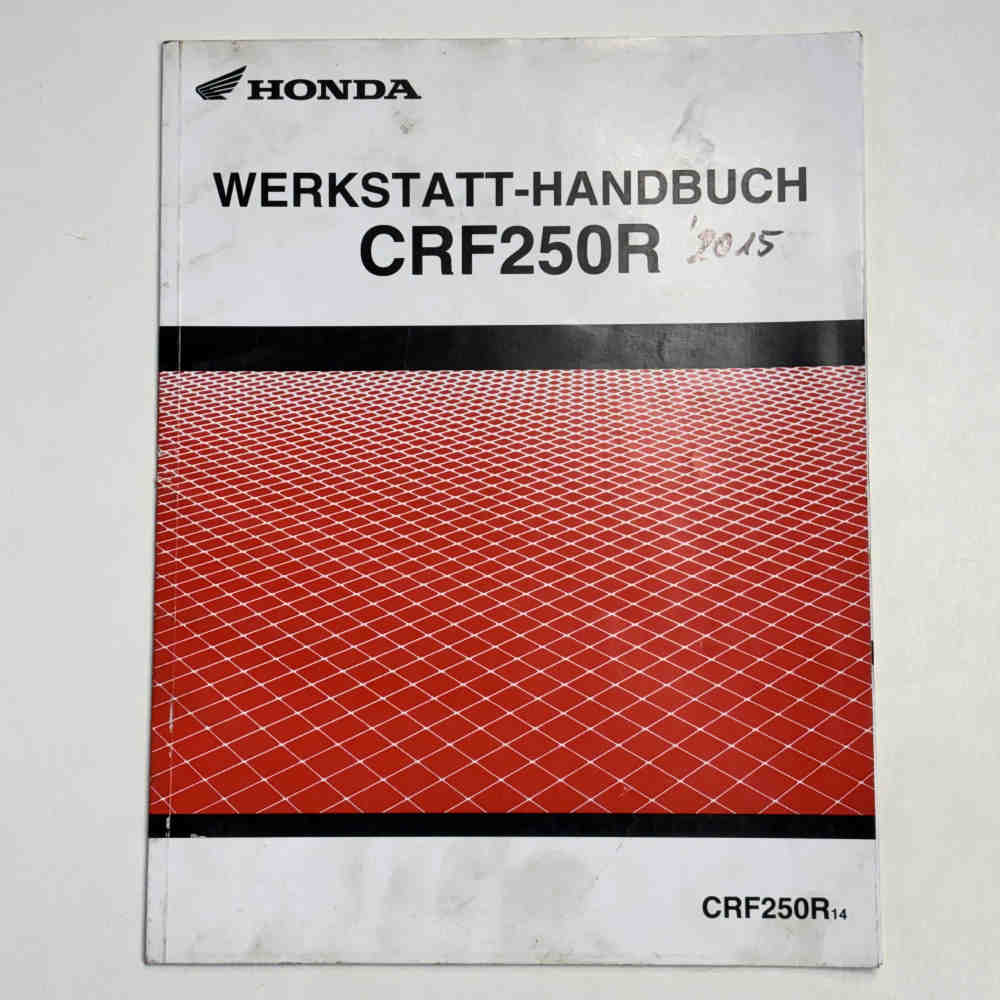 HONDA
WERKSTATT-HANDBUCH
CRF250R '2015
CRF250R14